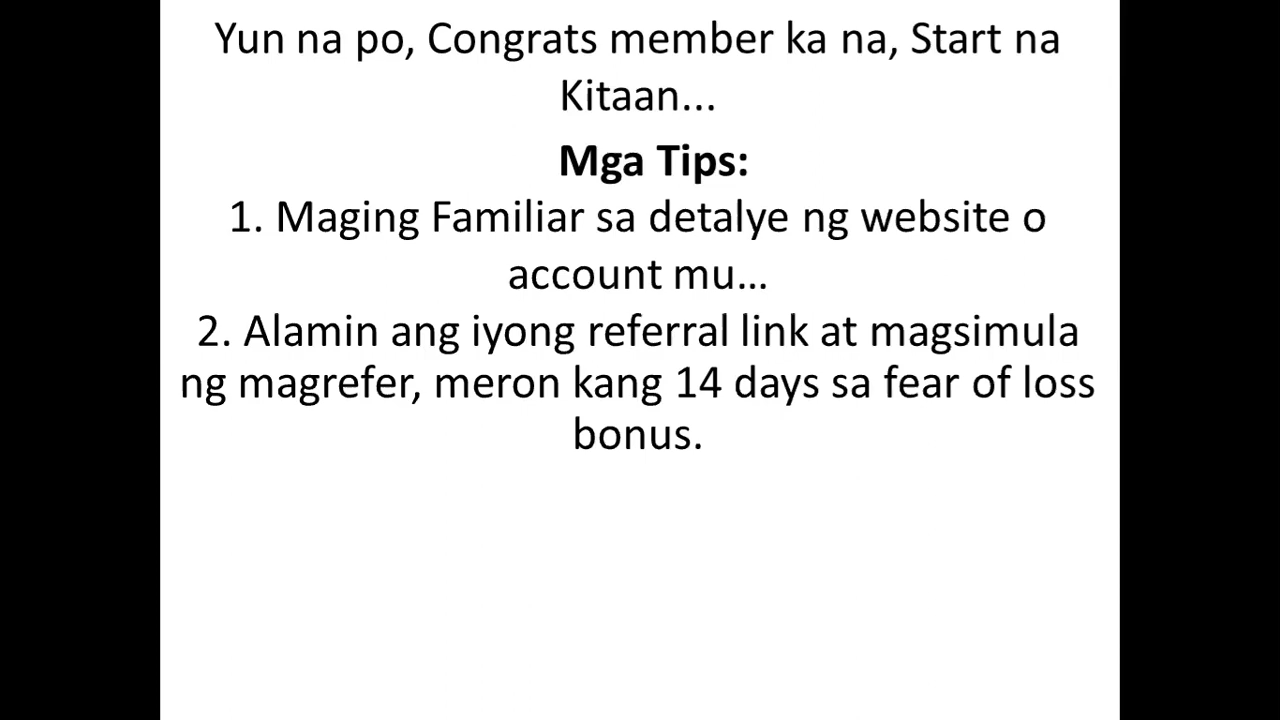 Yun na po, Congrats member ka na, Start na
Kitaan...
Mga Tips:
1. Maging Familiar sa detalye ng website o
account mu...
2. Alamin ang iyong referral link at magsimula
ng magrefer, meron kang 14 days sa fear of loss
bonus.